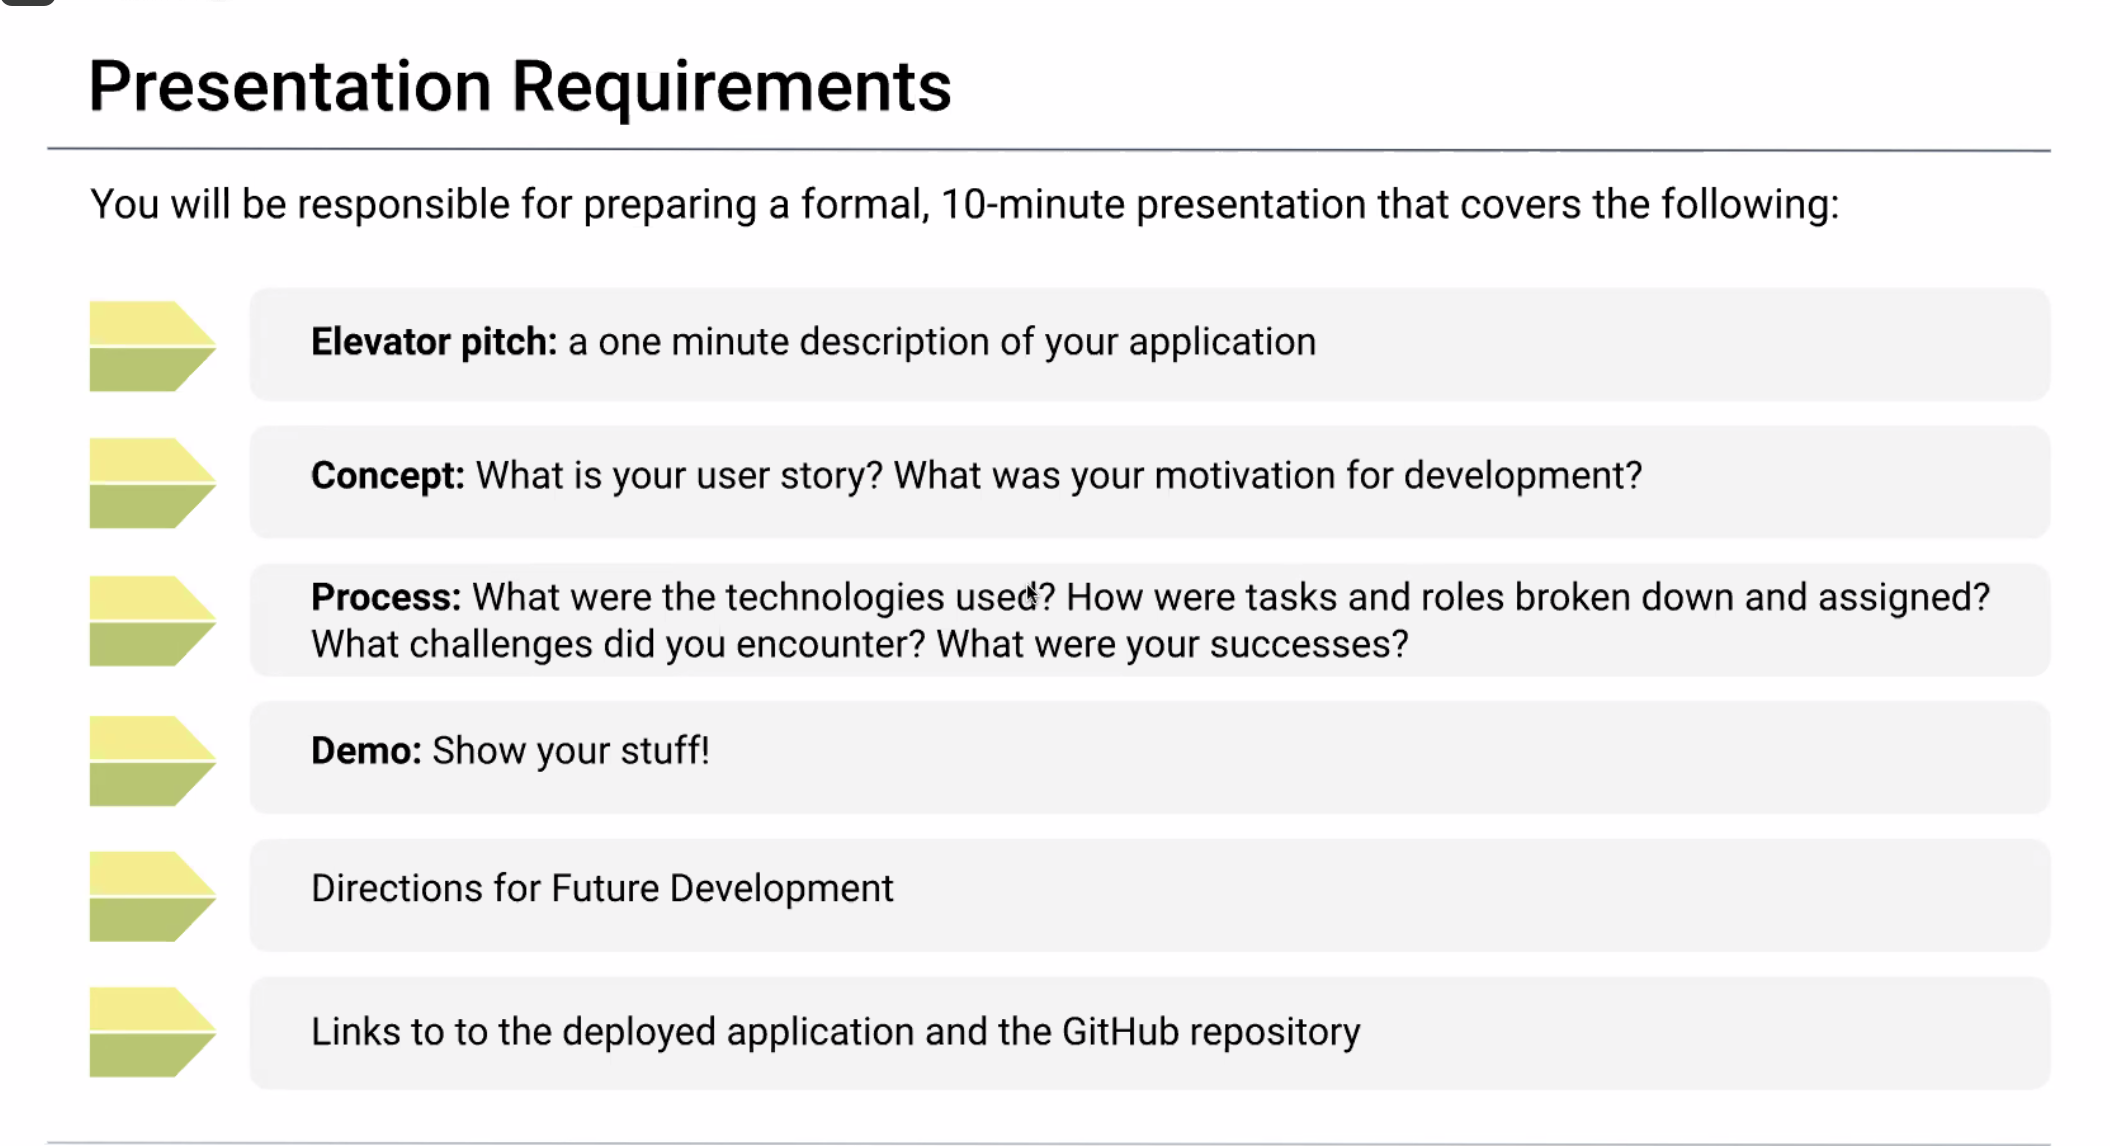 Presentation Requirements
You will be responsible for preparing a formal, 10-minute presentation that covers the following:
Elevator pitch: a one minute description of your application
Concept: What is your user story? What was your motivation for development?
Process: What were the technologies used? How were tasks and roles broken down and assigned?
What challenges did you encounter? What were your successes?
Demo: Show your stuff!
Directions for Future Development
Links to to the deployed application and the GitHub repository